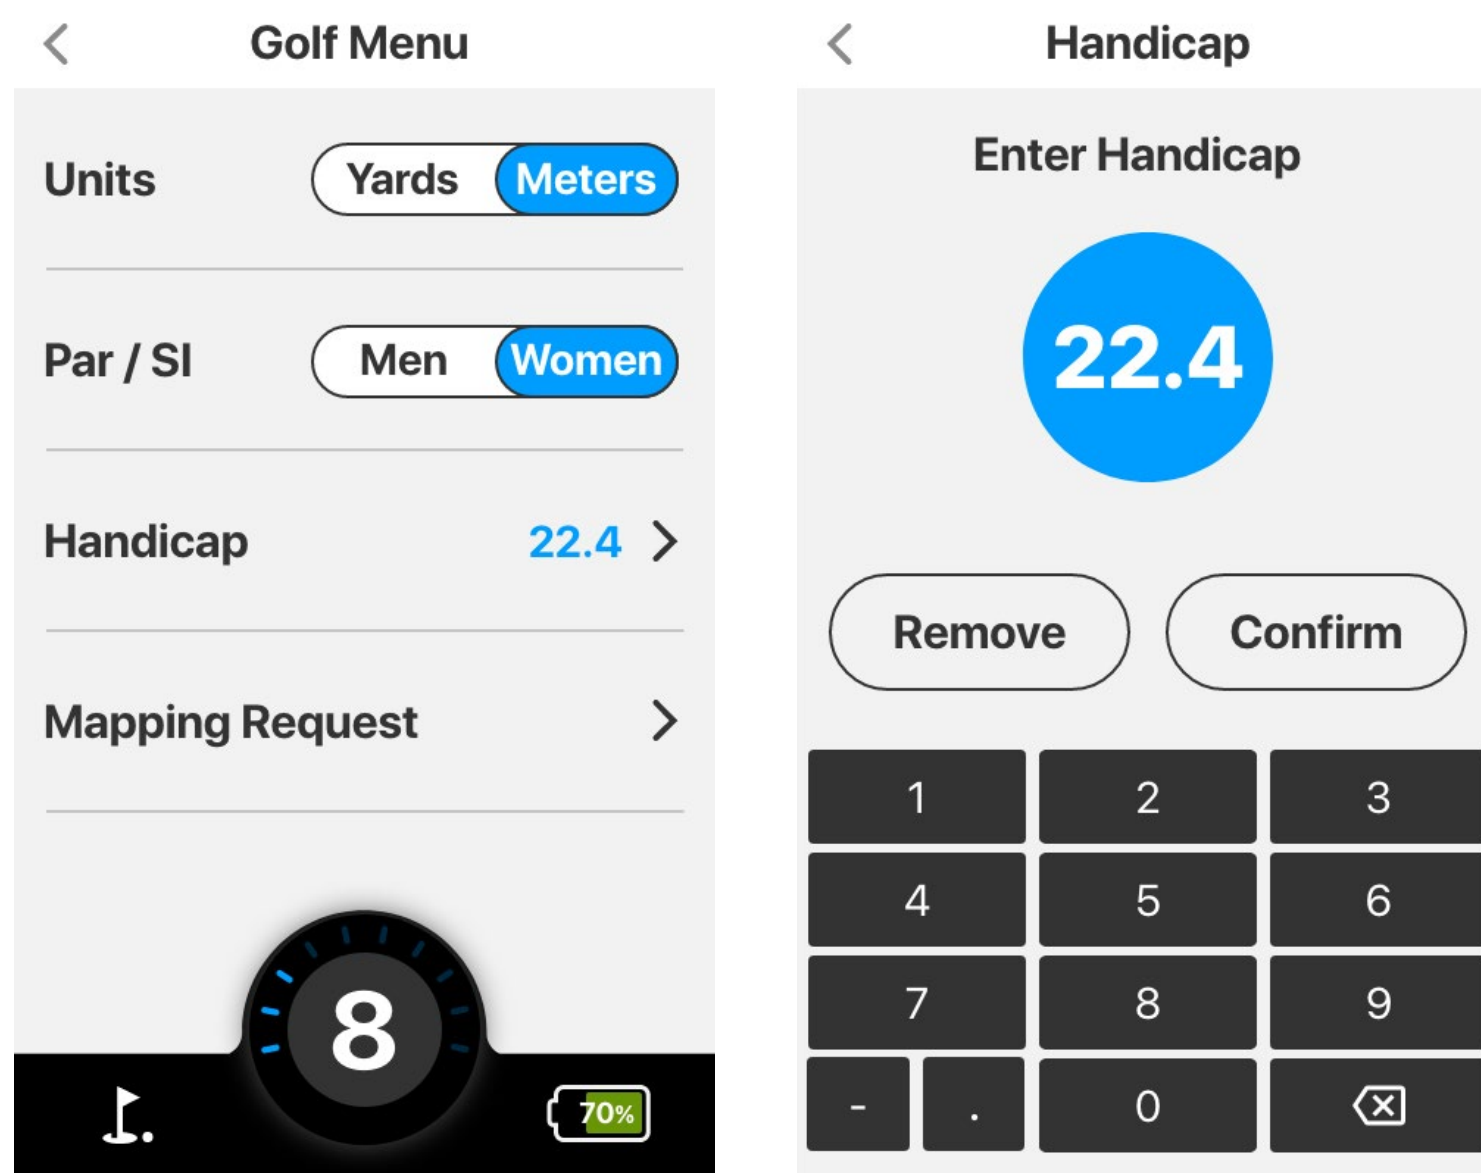 Golf Menu
Units Yards Meters
Par / SI Men Women
Handicap 22.4
Mapping Request
8
70%
Handicap
Enter Handicap
22.4
Remove Confirm
1 2 3
4 5 6
7 8 9
- . 0